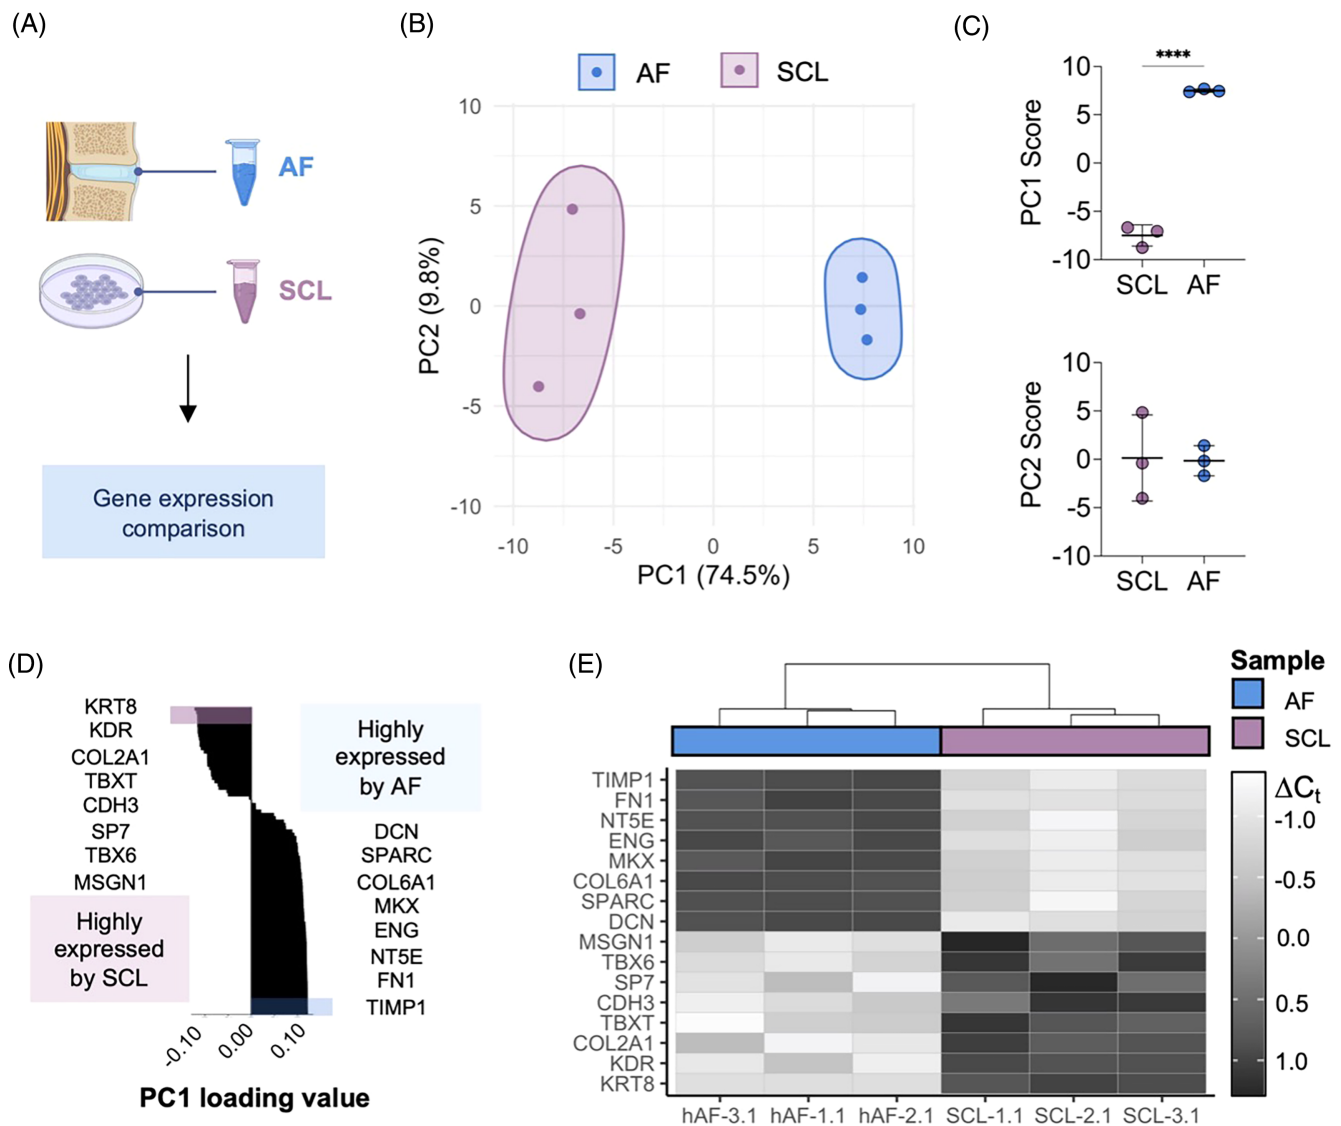 (A)
AF
SCL
Gene expression
comparison
(B)
AF
SCL
10
5
0
-5
-10
PC2 (9.8%)
-10
-5
0
5
10
PC1 (74.5%)
(C)
****
10
5
0
-5
-10
PC1 Score
SCL
AF
10
5
0
-5
-10
PC2 Score
SCL
AF
(D)
KRT8
KDR
COL2A1
TBXT
CDH3
SP7
TBX6
MSGN1
Highly
expressed
by SCL
Highly
expressed
by AF
DCN
SPARC
COL6A1
MKX
ENG
NT5E
FN1
TIMP1
-0.10
0.00
0.10
PC1 loading value
(E)
TIMP1
FN1
NT5E
ENG
MKX
COL6A1
SPARC
DCN
MSGN1
TBX6
SP7
CDH3
TBXT
COL2A1
KDR
KRT8
hAF-3.1
hAF-1.1
hAF-2.1
SCL-1.1
SCL-2.1
SCL-3.1
Sample
AF
SCL
ΔCt
-1.0
-0.5
0.0
0.5
1.0